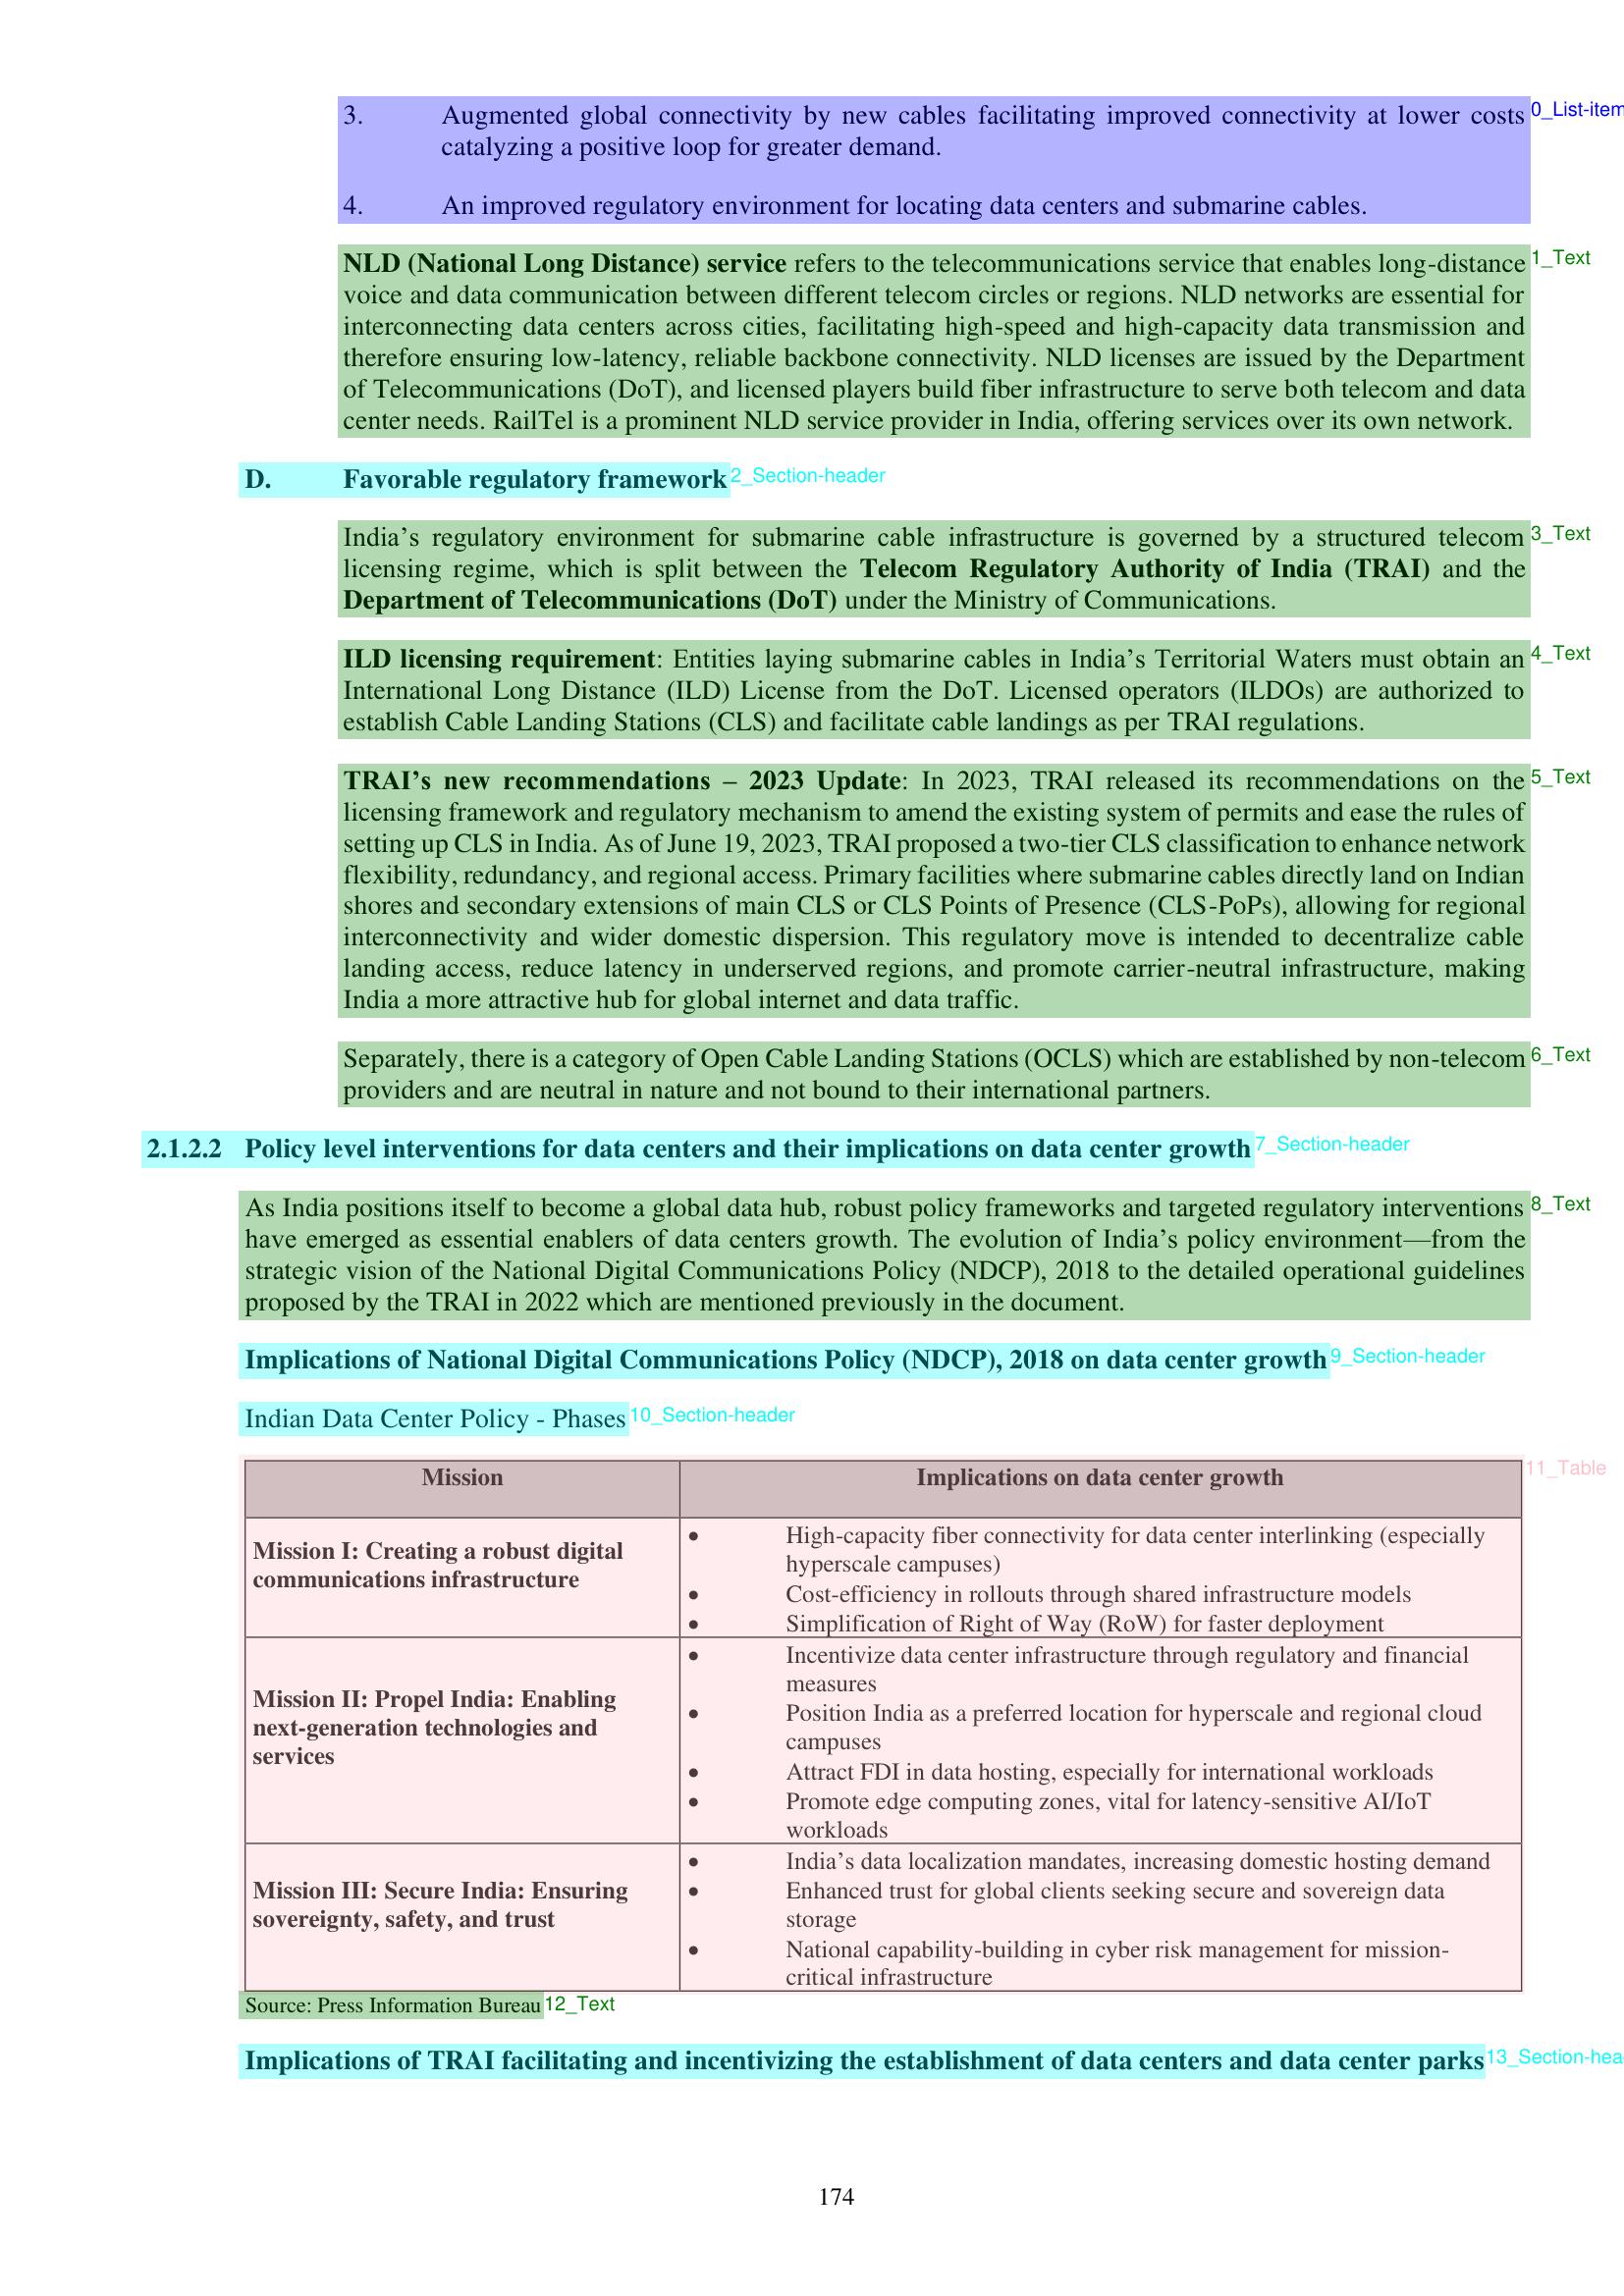 3. Augmented global connectivity by new cables facilitating improved connectivity at lower costs
0_List-item
catalyzing a positive loop for greater demand.
4. An improved regulatory environment for locating data centers and submarine cables.
NLD (National Long Distance) service refers to the telecommunications service that enables long-distance
1_Text
voice and data communication between different telecom circles or regions. NLD networks are essential for
interconnecting data centers across cities, facilitating high-speed and high-capacity data transmission and
therefore ensuring low-latency, reliable backbone connectivity. NLD licenses are issued by the Department
of Telecommunications (DoT), and licensed players build fiber infrastructure to serve both telecom and data
center needs. RailTel is a prominent NLD service provider in India, offering services over its own network.
D. Favorable regulatory framework
2_Section-header
India’s regulatory environment for submarine cable infrastructure is governed by a structured telecom
3_Text
licensing regime, which is split between the Telecom Regulatory Authority of India (TRAI) and the
Department of Telecommunications (DoT) under the Ministry of Communications.
ILD licensing requirement: Entities laying submarine cables in India’s Territorial Waters must obtain an
4_Text
International Long Distance (ILD) License from the DoT. Licensed operators (ILDOs) are authorized to
establish Cable Landing Stations (CLS) and facilitate cable landings as per TRAI regulations.
TRAI’s new recommendations – 2023 Update: In 2023, TRAI released its recommendations on the
5_Text
licensing framework and regulatory mechanism to amend the existing system of permits and ease the rules of
setting up CLS in India. As of June 19, 2023, TRAI proposed a two-tier CLS classification to enhance network
flexibility, redundancy, and regional access. Primary facilities where submarine cables directly land on Indian
shores and secondary extensions of main CLS or CLS Points of Presence (CLS-PoPs), allowing for regional
interconnectivity and wider domestic dispersion. This regulatory move is intended to decentralize cable
landing access, reduce latency in underserved regions, and promote carrier-neutral infrastructure, making
India a more attractive hub for global internet and data traffic.
Separately, there is a category of Open Cable Landing Stations (OCLS) which are established by non-telecom
6_Text
providers and are neutral in nature and not bound to their international partners.
2.1.2.2 Policy level interventions for data centers and their implications on data center growth
7_Section-header
As India positions itself to become a global data hub, robust policy frameworks and targeted regulatory interventions
8_Text
have emerged as essential enablers of data centers growth. The evolution of India’s policy environment—from the
strategic vision of the National Digital Communications Policy (NDCP), 2018 to the detailed operational guidelines
proposed by the TRAI in 2022 which are mentioned previously in the document.
Implications of National Digital Communications Policy (NDCP), 2018 on data center growth
9_Section-header
Indian Data Center Policy - Phases
10_Section-header
11_Table
Mission
Implications on data center growth
Mission I: Creating a robust digital
communications infrastructure
• High-capacity fiber connectivity for data center interlinking (especially
hyperscale campuses)
• Cost-efficiency in rollouts through shared infrastructure models
• Simplification of Right of Way (RoW) for faster deployment
Mission II: Propel India: Enabling
next-generation technologies and
services
• Incentivize data center infrastructure through regulatory and financial
measures
• Position India as a preferred location for hyperscale and regional cloud
campuses
• Attract FDI in data hosting, especially for international workloads
• Promote edge computing zones, vital for latency-sensitive AI/IoT
workloads
Mission III: Secure India: Ensuring
sovereignty, safety, and trust
• India’s data localization mandates, increasing domestic hosting demand
• Enhanced trust for global clients seeking secure and sovereign data
storage
• National capability-building in cyber risk management for mission-
critical infrastructure
Source: Press Information Bureau
12_Text
Implications of TRAI facilitating and incentivizing the establishment of data centers and data center parks
13_Section-hea
174